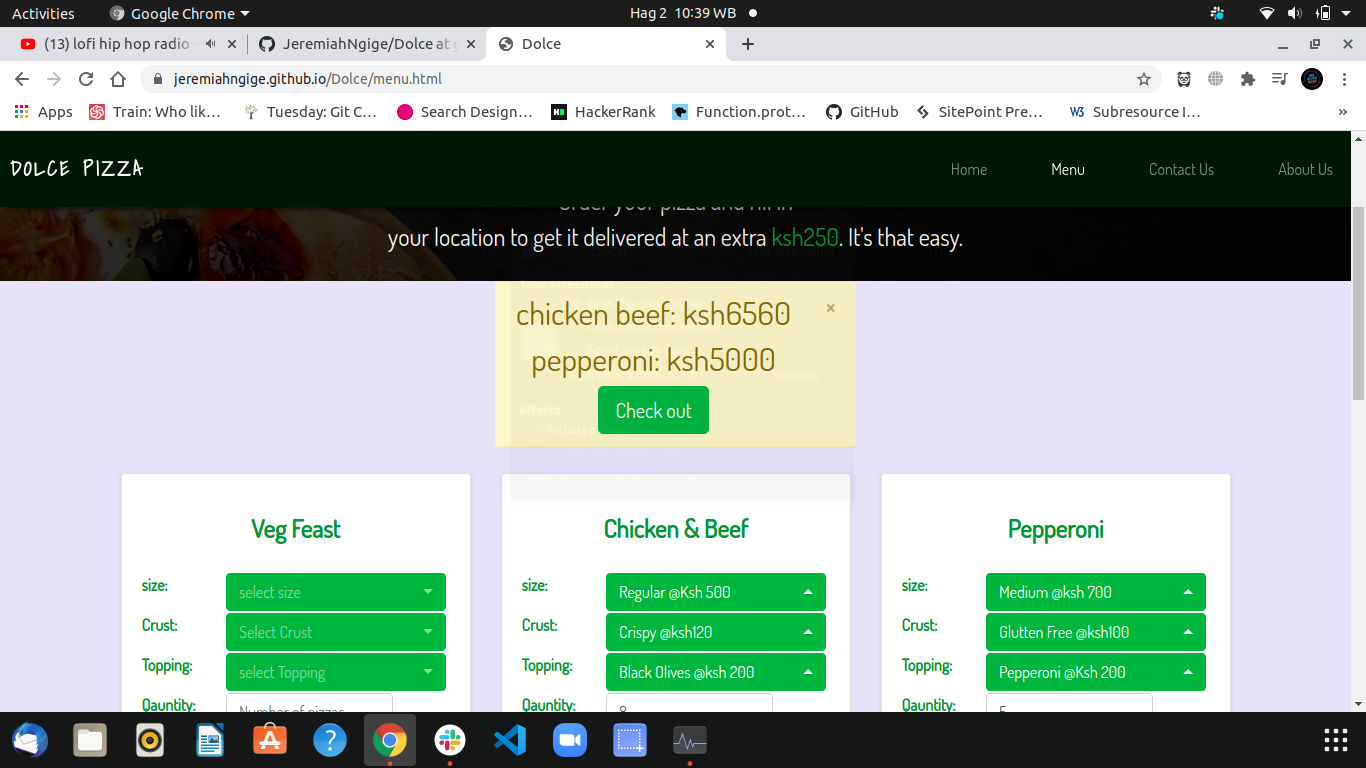 Activities
Google Chrome
Hag 2 10:39 WB
(13) lofi hip hop radio -
JeremiahNgige/Dolce at g
Dolce
jeremiahngige.github.io/Dolce/menu.html
Apps
Train: Who lik…
Tuesday: Git C…
Search Design…
HackerRank
Function.prot…
GitHub
SitePoint Pre…
W3
Subresource I…
»
DOLCE PIZZA
Home
Menu
Contact Us
About Us
Order your pizza and fill in
your location to get it delivered at an extra ksh250. It's that easy.
Take Screenshot
chicken beef: ksh6560
×
pepperoni: ksh5000
seconds
Effects
Check out
Veg Feast
size:
select size
Crust:
Select Crust
Topping:
select Topping
Qauntity:
Number of pizzas
Chicken & Beef
size:
Regular @Ksh 500
Crust:
Crispy @ksh120
Topping:
Black Olives @ksh 200
Qauntity:
8
Pepperoni
size:
Medium @ksh 700
Crust:
Glutten Free @ksh100
Topping:
Pepperoni @Ksh 200
Qauntity:
5